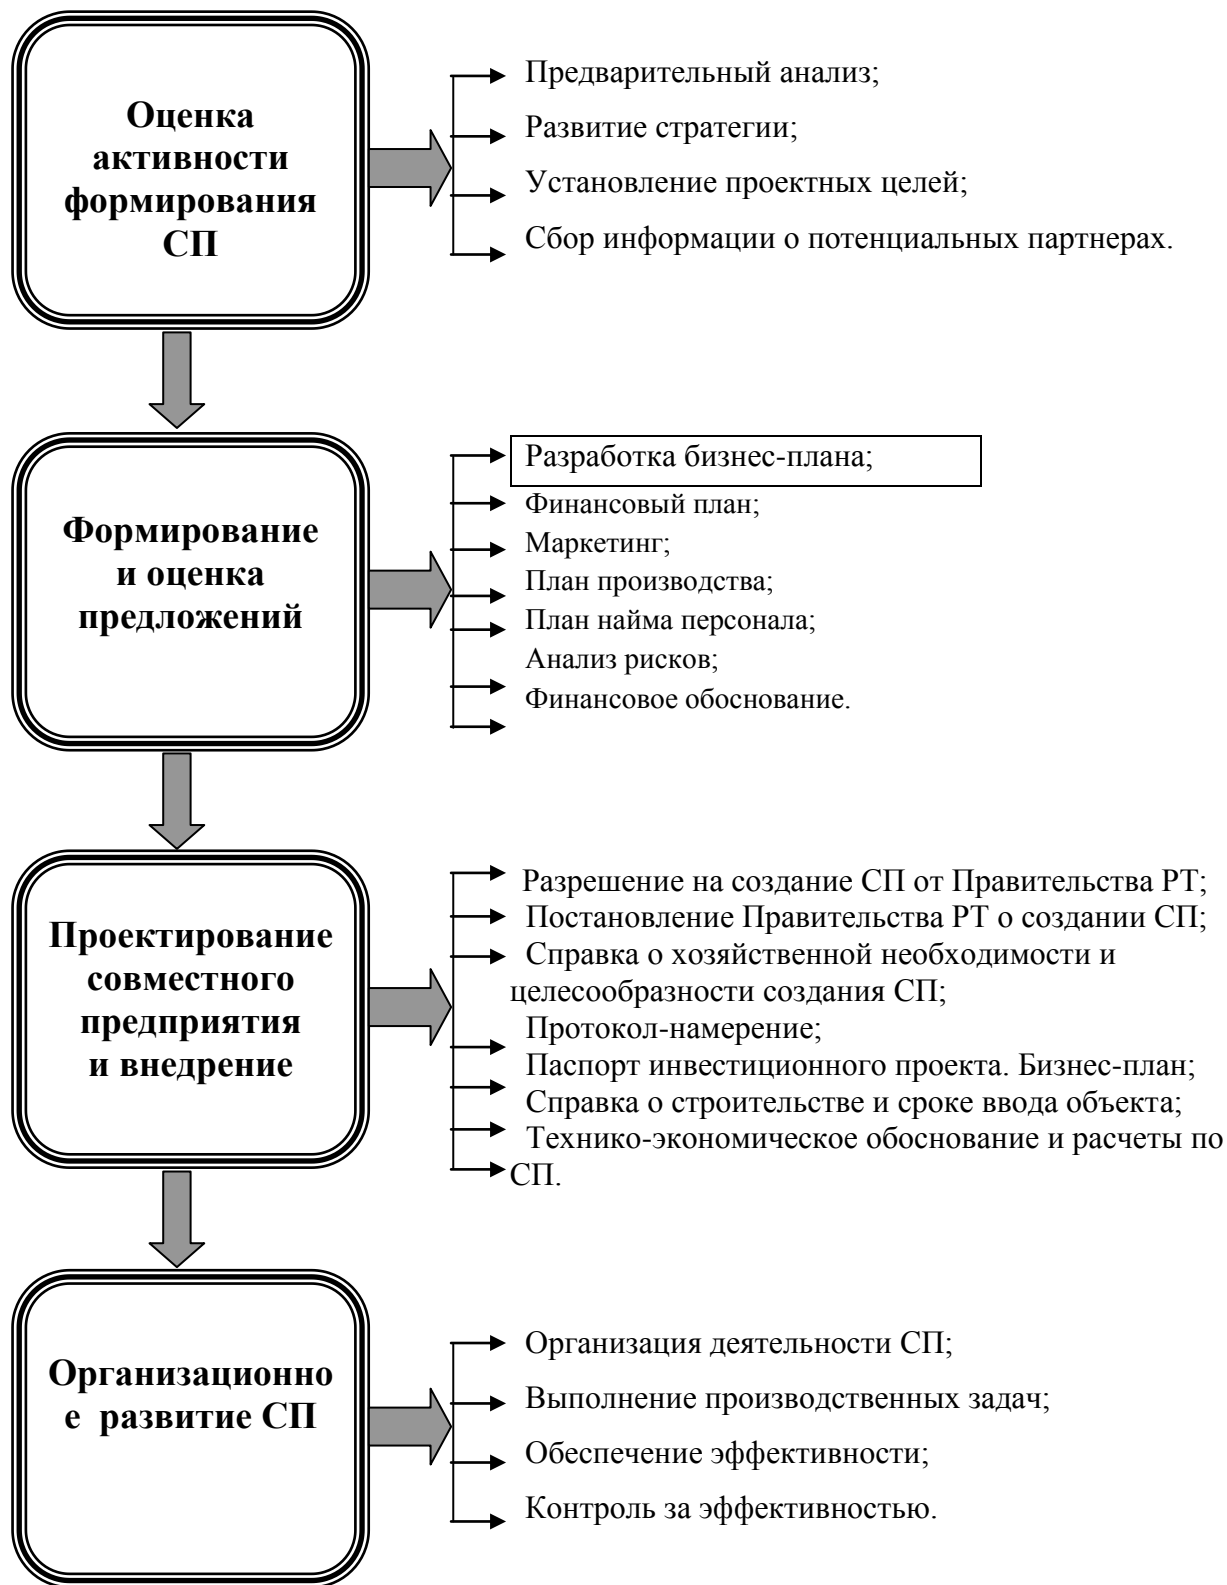 Оценка
активности
формирования
СП
Предварительный анализ;
Развитие стратегии;
Установление проектных целей;
Сбор информации о потенциальных партнерах.
Формирование
и оценка
предложений
Разработка бизнес-плана;
Финансовый план;
Маркетинг;
План производства;
План найма персонала;
Анализ рисков;
Финансовое обоснование.
Проектирование
совместного
предприятия
и внедрение
Разрешение на создание СП от Правительства РТ;
Постановление Правительства РТ о создании СП;
Справка о хозяйственной необходимости и
целесообразности создания СП;
Протокол-намерение;
Паспорт инвестиционного проекта. Бизнес-план;
Справка о строительстве и сроке ввода объекта;
Технико-экономическое обоснование и расчеты по
СП.
Организационно
е развитие СП
Организация деятельности СП;
Выполнение производственных задач;
Обеспечение эффективности;
Контроль за эффективностью.